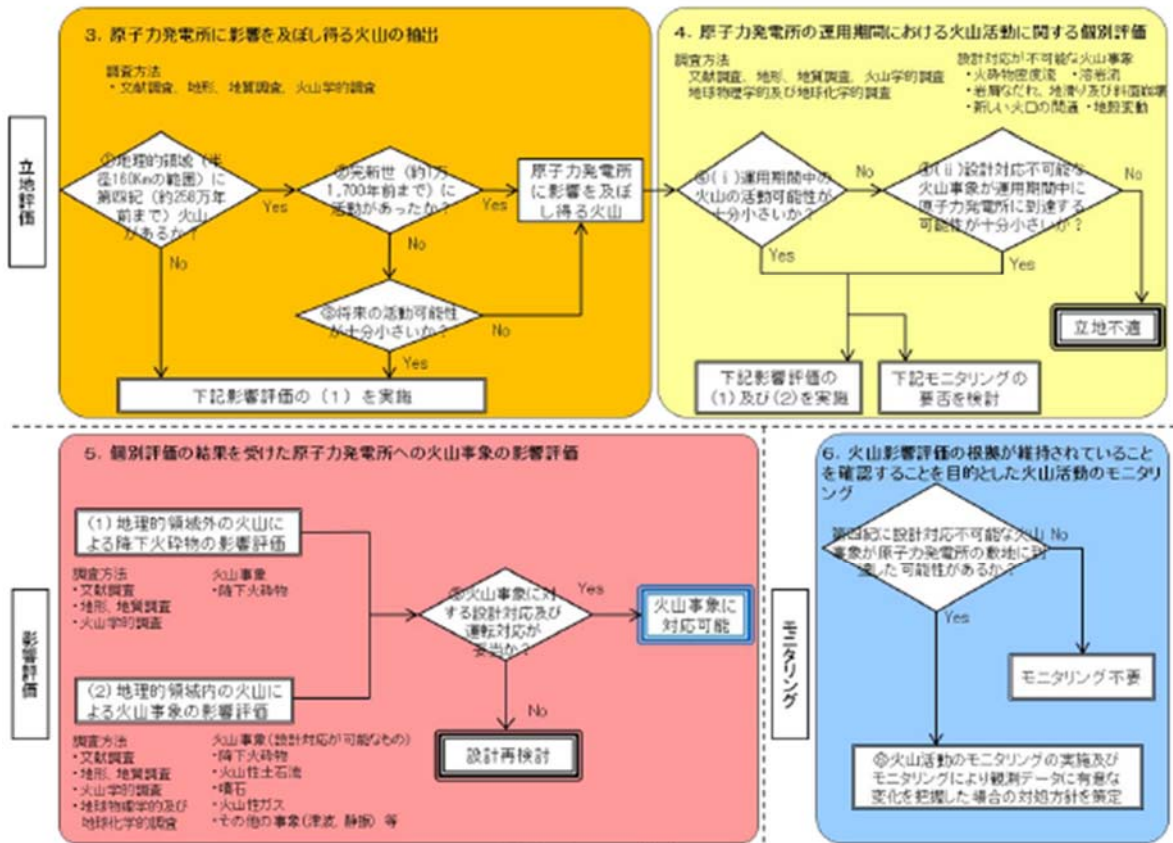 3. 原子力発電所に影響を及ぼし得る火山の抽出
調査方法
・文献調査、地形、地質調査、火山学的調査
立地評価
①地理的領域(半
径160Kmの範囲)に
第四紀(約258万年
前まで)火山
があるか?
Yes
No
②完新世(約1万
1,700年前まで)に
活動があったか?
Yes
No
原子力発電所
に影響を及ぼ
し得る火山
③将来の活動可能性
が十分小さいか?
No
Yes
下記影響評価の(1)を実施
4. 原子力発電所の運用期間における火山活動に関する個別評価
調査方法
文献調査、地形、地質調査、火山学的調査
地球物理学的及び地球化学的調査
設計対応が不可能な火山事象
・火砕物密度流 ・溶岩流
・岩屑なだれ、地滑り及び斜面崩壊
・新しい火口の開通 ・地殻変動
④(i)運用期間中の
火山の活動可能性が
十分小さいか?
No
Yes
④(ii)設計対応不可能な
火山事象が運用期間中に
原子力発電所に到達する
可能性が十分小さいか?
No
Yes
立地不適
下記影響評価の
(1)及び(2)を実施
下記モニタリングの
要否を検討
5. 個別評価の結果を受けた原子力発電所への火山事象の影響評価
影響評価
(1)地理的領域外の火山に
よる降下火砕物の影響評価
調査方法
・文献調査
・地形、地質調査
・火山学的調査
火山事象
・降下火砕物
(2)地理的領域内の火山に
よる火山事象の影響評価
調査方法
・文献調査
・地形、地質調査
・火山学的調査
・地球物理学的及び
地球化学的調査
火山事象(設計対応が可能なもの)
・降下火砕物
・火山性土石流
・噴石
・火山性ガス
・その他の事象(津波、静振)等
⑤火山事象に対
する設計対応及び
運転対応が
妥当か?
Yes
No
火山事象に
対応可能
設計再検討
モニタリング
6. 火山影響評価の根拠が維持されていること
を確認することを目的とした火山活動のモニタ
リング
第四紀に設計対応不可能な火山
事象が原子力発電所の敷地に到
達した可能性があるか?
No
Yes
モニタリング不要
⑥火山活動のモニタリングの実施及び
モニタリングにより観測データに有意な
変化を把握した場合の対処方針を策定